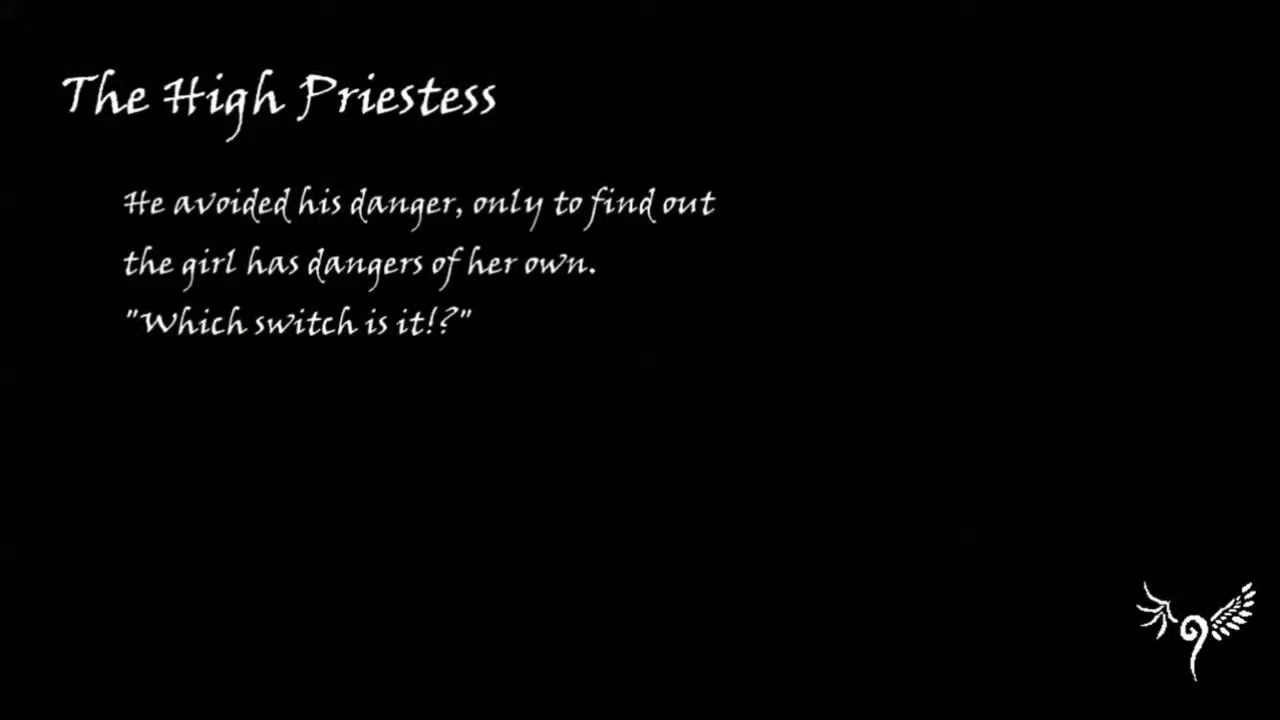 The High Priestess
He avoided his danger, only to find out
the girl has dangers of her own.
"Which switch is it!?"